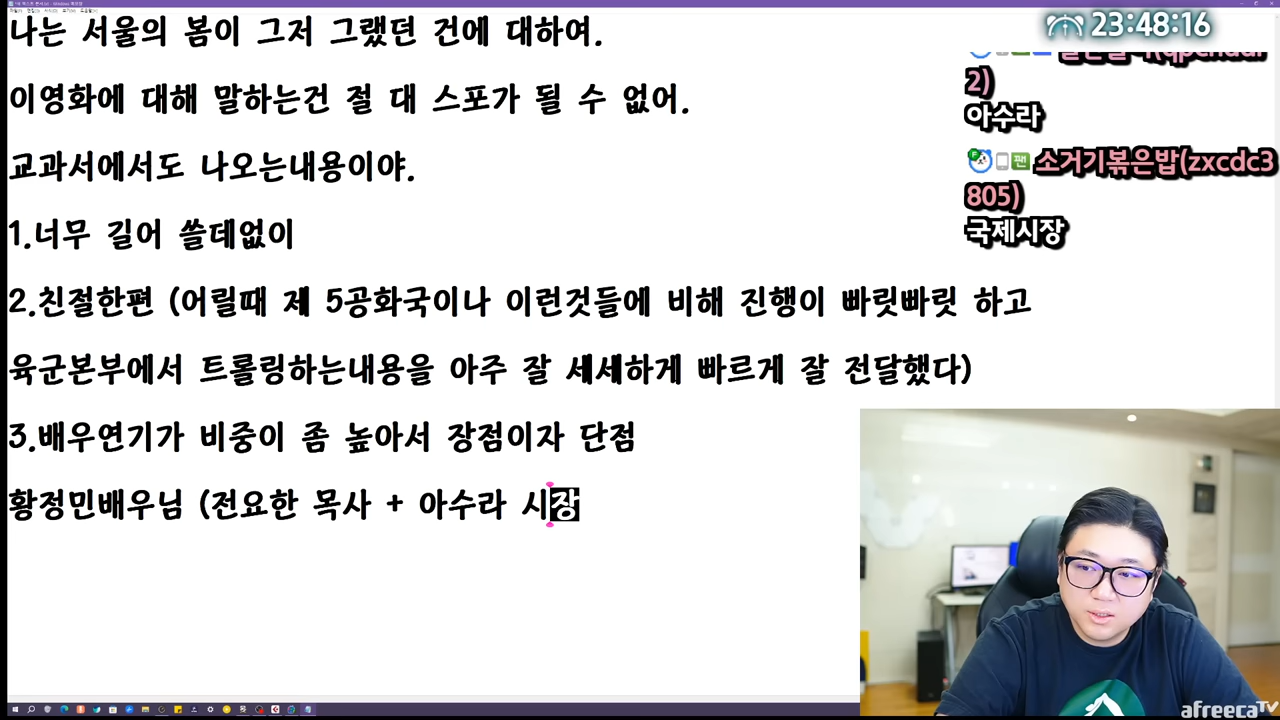 나는 서울의 봄이 그저 그랬던 건에 대하여.
이영화에 대해 말하는건 절 대 스포가 될 수 없어.
교과서에서도 나오는내용이야.
1.너무 길어 쓸데없이
2.친절한편 (어릴때 제 5공화국이나 이런것들에 비해 진행이 빠릿빠릿 하고
육군본부에서 트롤링하는내용을 아주 잘 세세하게 빠르게 잘 전달했다)
3.배우연기가 비중이 좀 높아서 장점이자 단점
황정민배우님 (전요한 목사 + 아수라 시장
23:48:16
2)
아수라
팬 소거기볶은밥(zxcdc3
805)
국제시장
afreecaTV